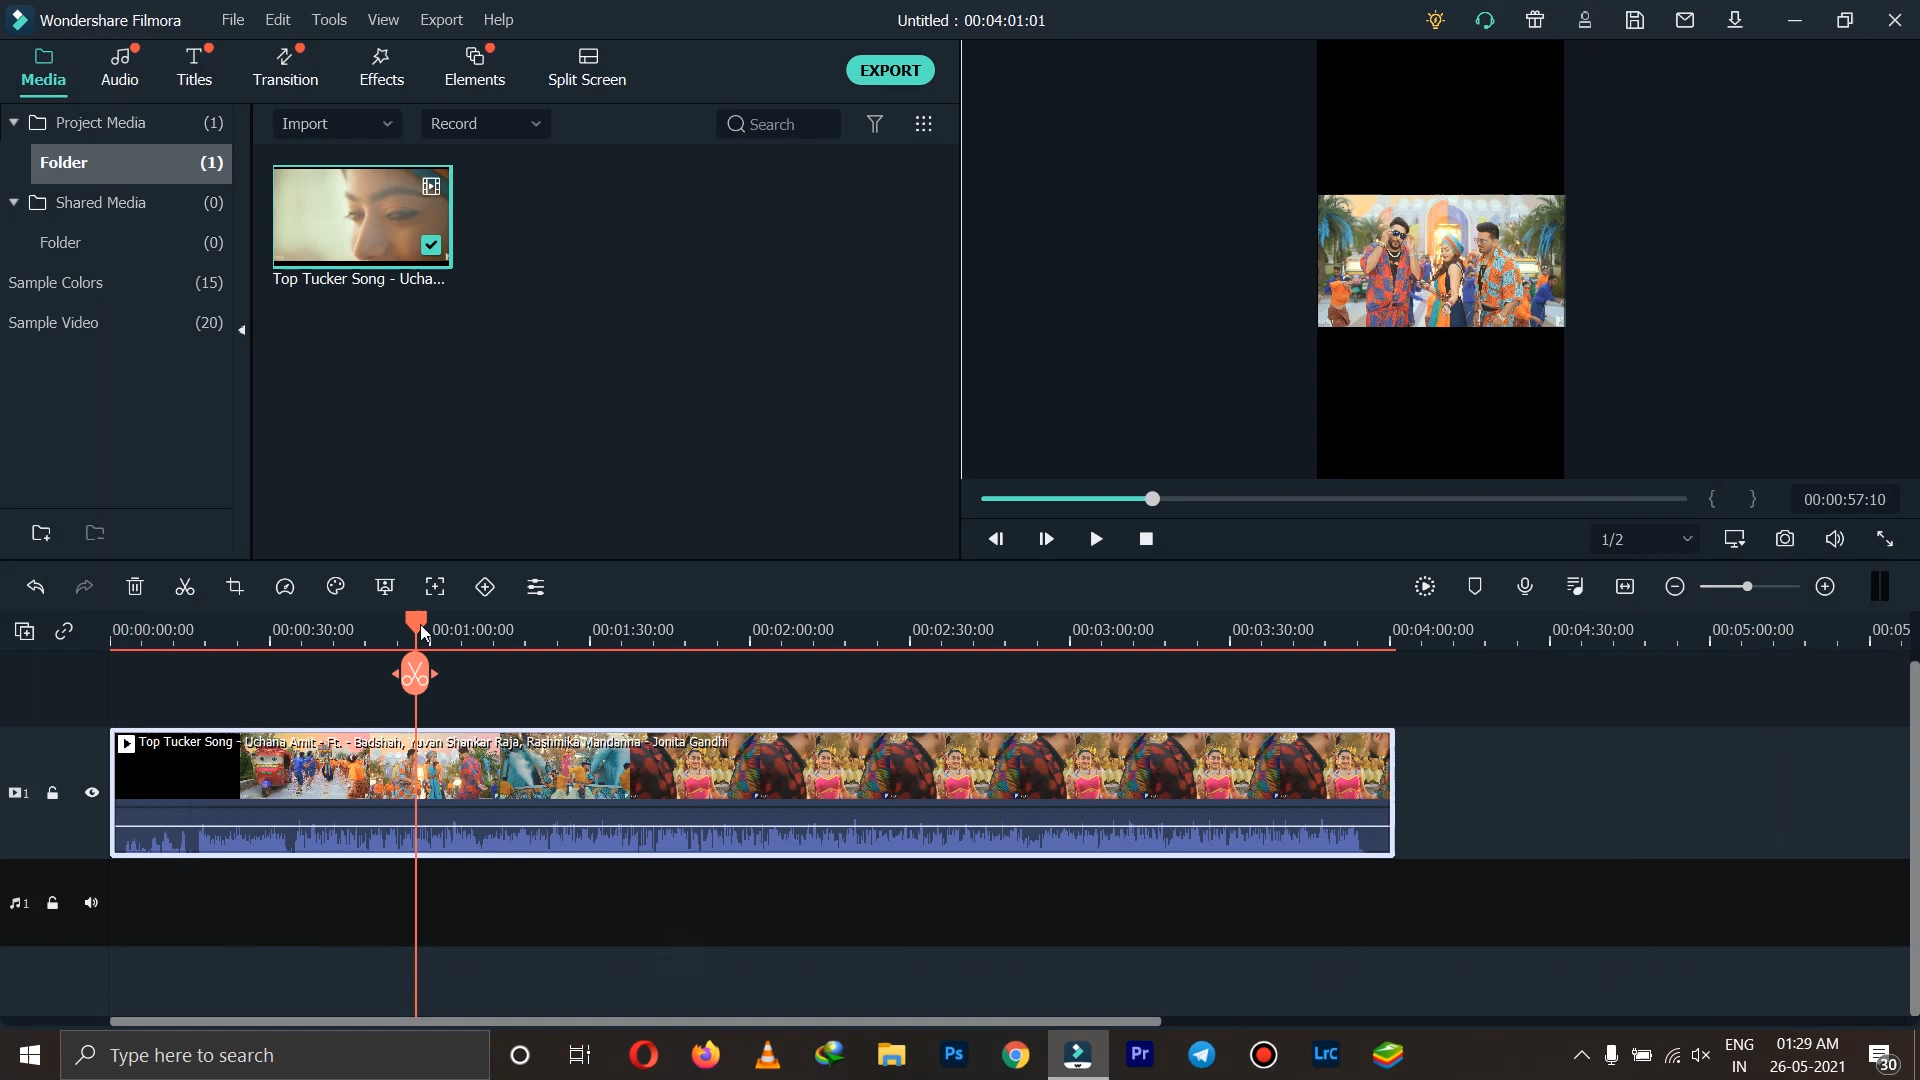 Wondershare Filmora File Edit Tools View Export Help Untitled : 00:04:01:01
Media Audio Titles Transition Effects Elements Split Screen EXPORT
Project Media (1) Import Record Search
Folder (1)
Shared Media (0)
Folder (0)
Top Tucker Song - Ucha...
Sample Colors (15)
Sample Video (20)
{ } 00:00:57:10
1/2
00:00:00:00 00:00:30:00 00:01:00:00 00:01:30:00 00:02:00:00 00:02:30:00 00:03:00:00 00:03:30:00 00:04:00:00 00:04:30:00 00:05:00:00 00:05
Top Tucker Song - Uchana Amit - Ft. - Badshah, Yuvan Shankar Raja, Rashmika Mandanna - Jonita Gandhi
1
1
Type here to search Ps Pr LrC ENG 01:29 AM
IN 26-05-2021 30